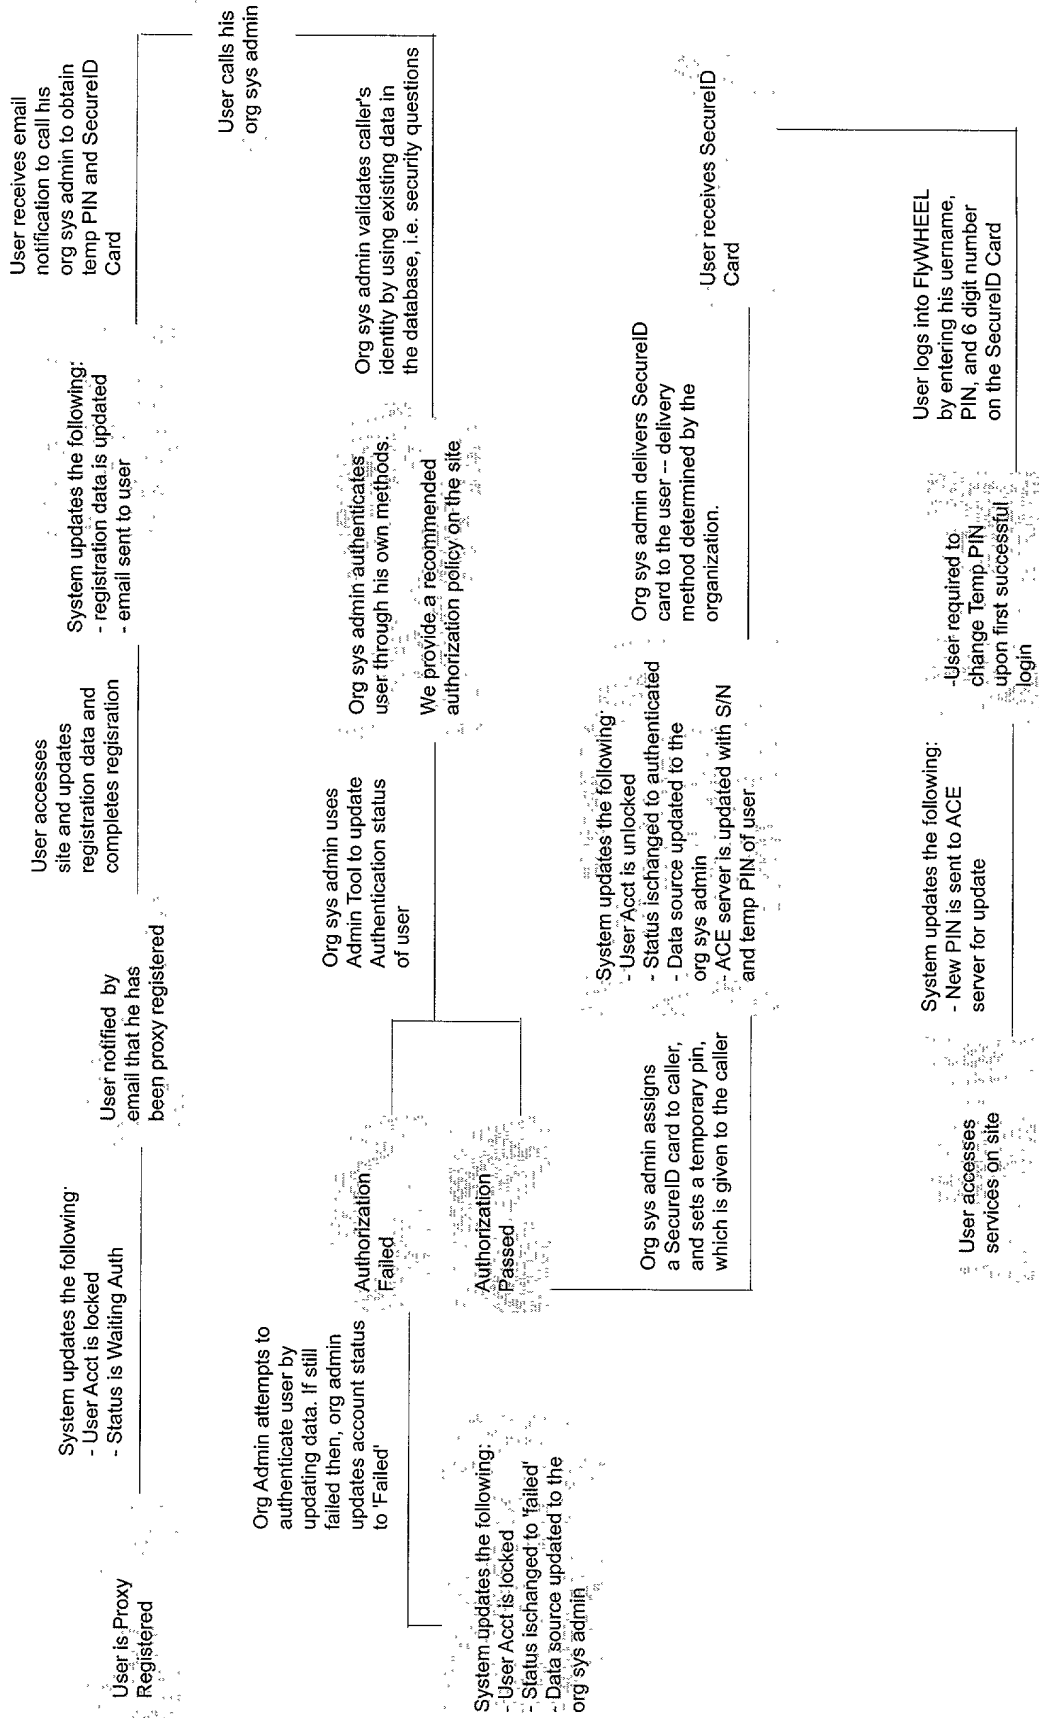 User is Proxy
Registered
System updates the following:
- User Acct is locked
- Status is Waiting Auth
User notified by
email that he has
been proxy registered
User accesses
site and updates
registration data and
completes regisration
System updates the following:
- registration data is updated
- email sent to user
User receives email
notification to call his
org sys admin to obtain
temp PIN and SecureID
Card
User calls his
org sys admin
Org sys admin validates caller's
identity by using existing data in
the database, i.e. security questions
Org sys admin authenticates
user through his own methods.
We provide a recommended
authorization policy on the site
Org sys admin uses
Admin Tool to update
Authentication status
of user
Authorization
Failed
Authorization
Passed
Org Admin attempts to
authenticate user by
updating data. If still
failed then, org admin
updates account status
to 'Failed'
System updates the following:
- User Acct is locked
- Status ischanged to 'failed'
- Data source updated to the
org sys admin
Org sys admin assigns
a SecureID card to caller,
and sets a temporary pin,
which is given to the caller
System updates the following:
- User Acct is unlocked
- Status ischanged to authenticated
- Data source updated to the
org sys admin
- ACE server is updated with S/N
and temp PIN of user
Org sys admin delivers SecureID
card to the user -- delivery
method determined by the
organization.
User receives SecureID
Card
User logs into FlyWHEEL
by entering his uername,
PIN, and 6 digit number
on the SecureID Card
User required to
change Temp PIN
upon first successful
login
System updates the following:
- New PIN is sent to ACE
server for update
User accesses
services on site